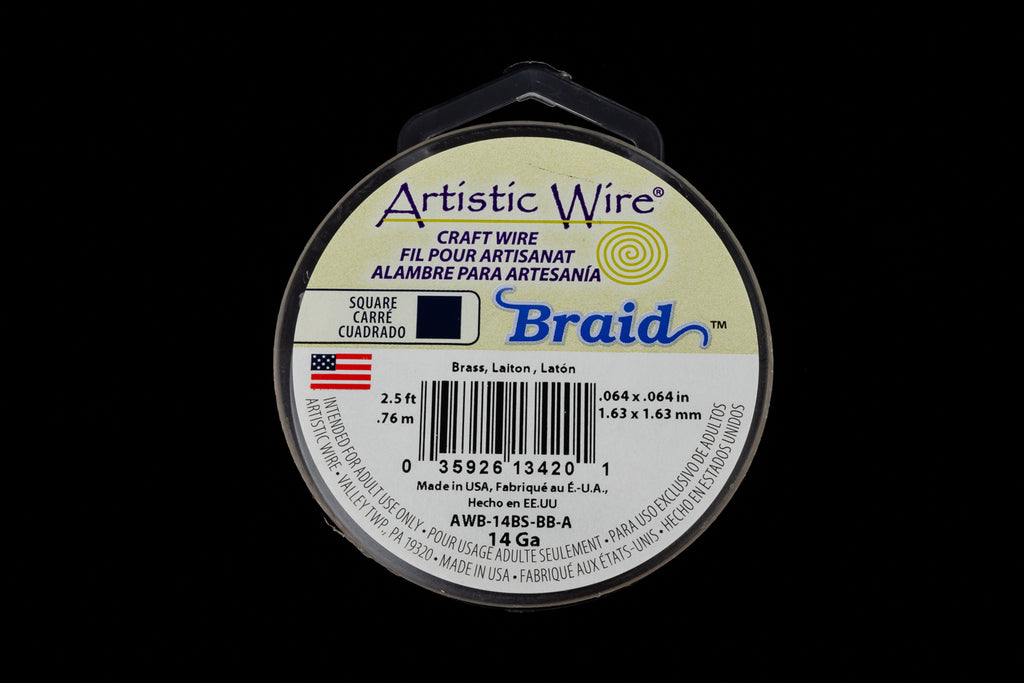 Artistic Wire®
CRAFT WIRE
FIL POUR ARTISANAT
ALAMBRE PARA ARTESANÍA
SQUARE
CARRÉ
CUADRADO
Braid™
Brass, Laiton , Latón
2.5 ft
.76 m
.064 x .064 in
1.63 x 1.63 mm
0 35926 13420 1
Made in USA, Fabriqué au É.-U.A.,
Hecho en EE.UU
AWB-14BS-BB-A
14 Ga
INTENDED FOR ADULT USE ONLY • POUR USAGE ADULTE SEULEMENT • PARA USO EXCLUSIVO DE ADULTOS
ARTISTIC WIRE • VALLEY TWP., PA 19320 • MADE IN USA • FABRIQUÉ AUX ÉTATS-UNIS • HECHO EN ESTADOS UNIDOS